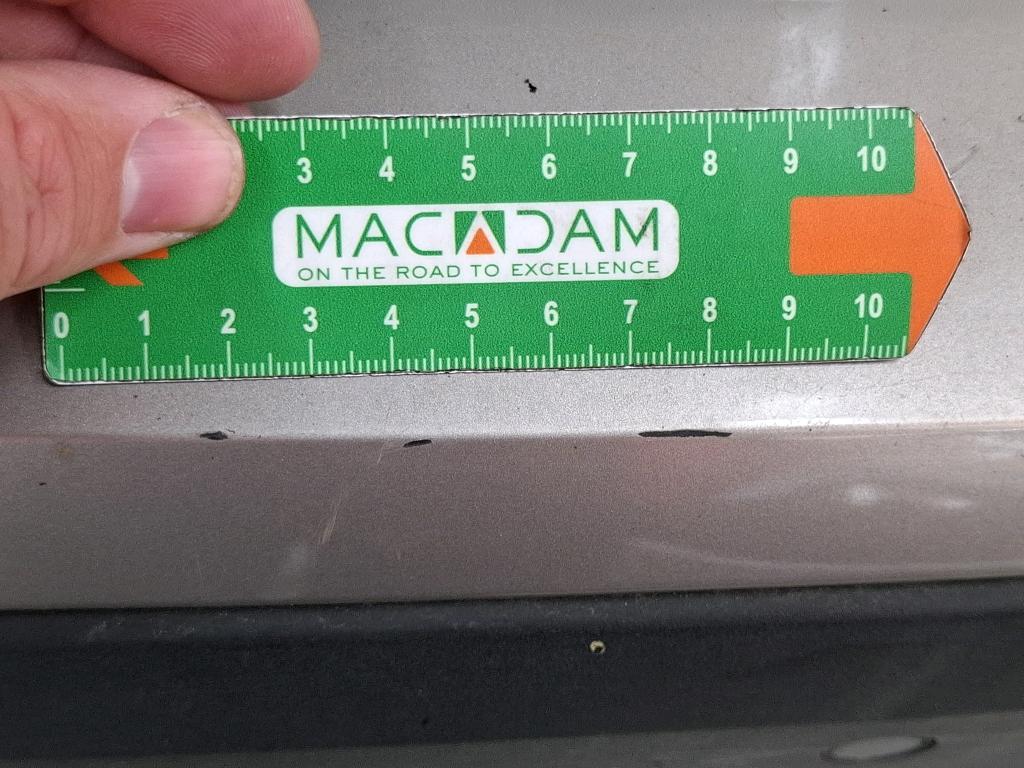 3 4 5 6 7 8 9 10
MACADAM
ON THE ROAD TO EXCELLENCE
0 1 2 3 4 5 6 7 8 9 10